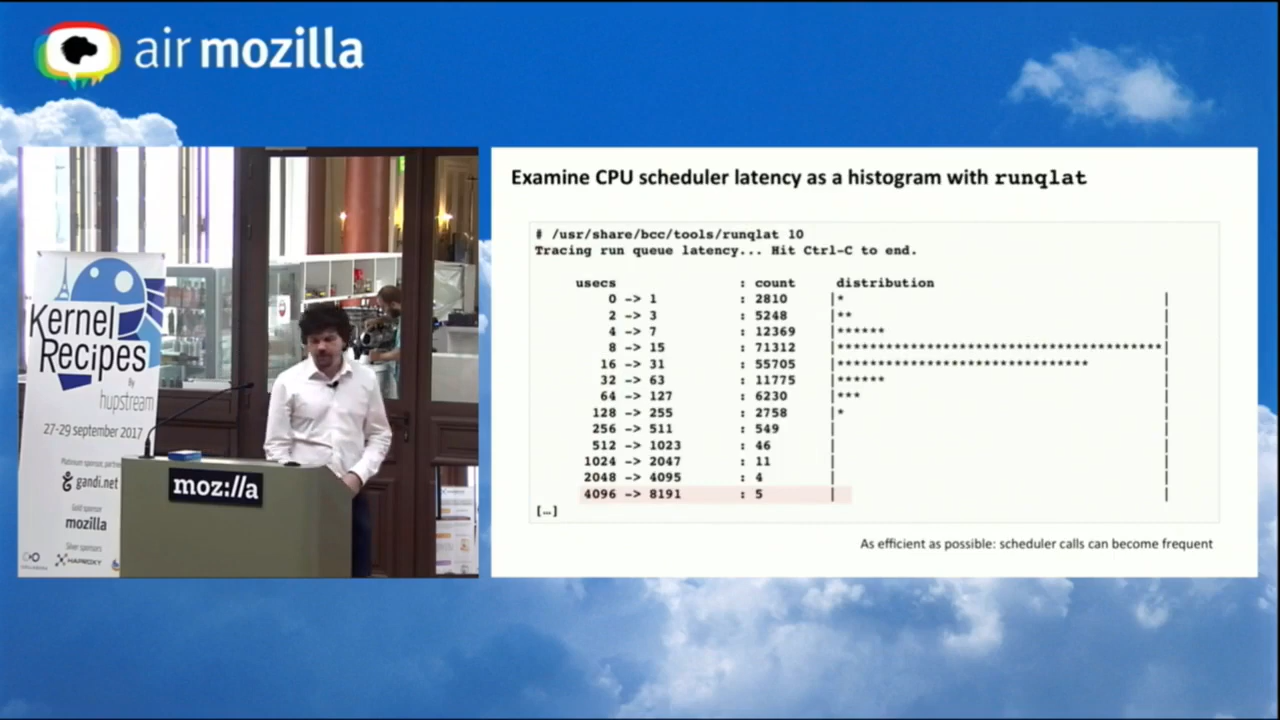 air mozilla
Kernel
Recipes
By
hupstream
27-29 september 2017
Platinum sponsor, partner
gandi.net
Gold sponsor
mozilla
Silver sponsors
HAPROXY
moz://a
Examine CPU scheduler latency as a histogram with runqlat
# /usr/share/bcc/tools/runqlat 10
Tracing run queue latency... Hit Ctrl-C to end.
usecs : count distribution
0 -> 1 : 2810 |* |
2 -> 3 : 5248 |** |
4 -> 7 : 12369 |****** |
8 -> 15 : 71312 |****************************************|
16 -> 31 : 55705 |******************************* |
32 -> 63 : 11775 |****** |
64 -> 127 : 6230 |*** |
128 -> 255 : 2758 |* |
256 -> 511 : 549 | |
512 -> 1023 : 46 | |
1024 -> 2047 : 11 | |
2048 -> 4095 : 4 | |
4096 -> 8191 : 5 | |
[…]
As efficient as possible: scheduler calls can become frequent